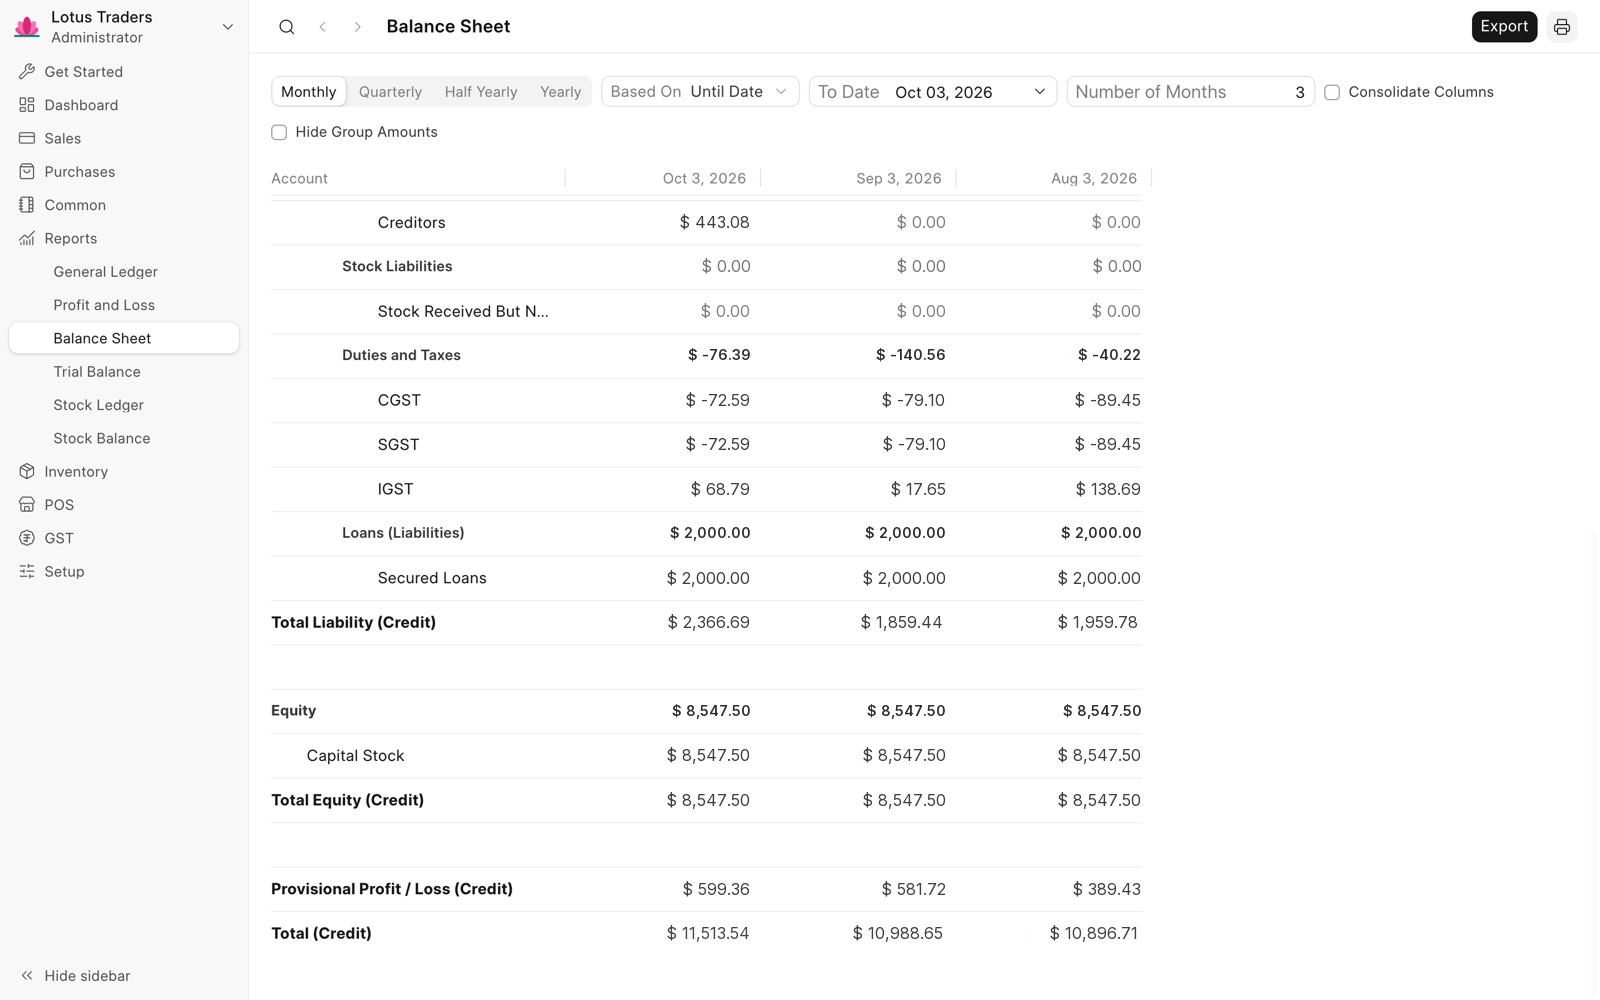 Lotus Traders
Administrator
Get Started
Dashboard
Sales
Purchases
Common
Reports
General Ledger
Profit and Loss
Balance Sheet
Trial Balance
Stock Ledger
Stock Balance
Inventory
POS
GST
Setup
Hide sidebar
Balance Sheet
Export
Monthly Quarterly Half Yearly Yearly Based On Until Date To Date Oct 03, 2026 Number of Months 3 Consolidate Columns
Hide Group Amounts
Account Oct 3, 2026 Sep 3, 2026 Aug 3, 2026
Creditors $ 443.08 $ 0.00 $ 0.00
Stock Liabilities $ 0.00 $ 0.00 $ 0.00
Stock Received But N... $ 0.00 $ 0.00 $ 0.00
Duties and Taxes $ -76.39 $ -140.56 $ -40.22
CGST $ -72.59 $ -79.10 $ -89.45
SGST $ -72.59 $ -79.10 $ -89.45
IGST $ 68.79 $ 17.65 $ 138.69
Loans (Liabilities) $ 2,000.00 $ 2,000.00 $ 2,000.00
Secured Loans $ 2,000.00 $ 2,000.00 $ 2,000.00
Total Liability (Credit) $ 2,366.69 $ 1,859.44 $ 1,959.78
Equity $ 8,547.50 $ 8,547.50 $ 8,547.50
Capital Stock $ 8,547.50 $ 8,547.50 $ 8,547.50
Total Equity (Credit) $ 8,547.50 $ 8,547.50 $ 8,547.50
Provisional Profit / Loss (Credit) $ 599.36 $ 581.72 $ 389.43
Total (Credit) $ 11,513.54 $ 10,988.65 $ 10,896.71